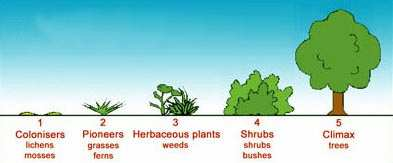 1
Colonisers
lichens
mosses
2
Pioneers
grasses
ferns
3
Herbaceous plants
weeds
4
Shrubs
shrubs
bushes
5
Climax
trees